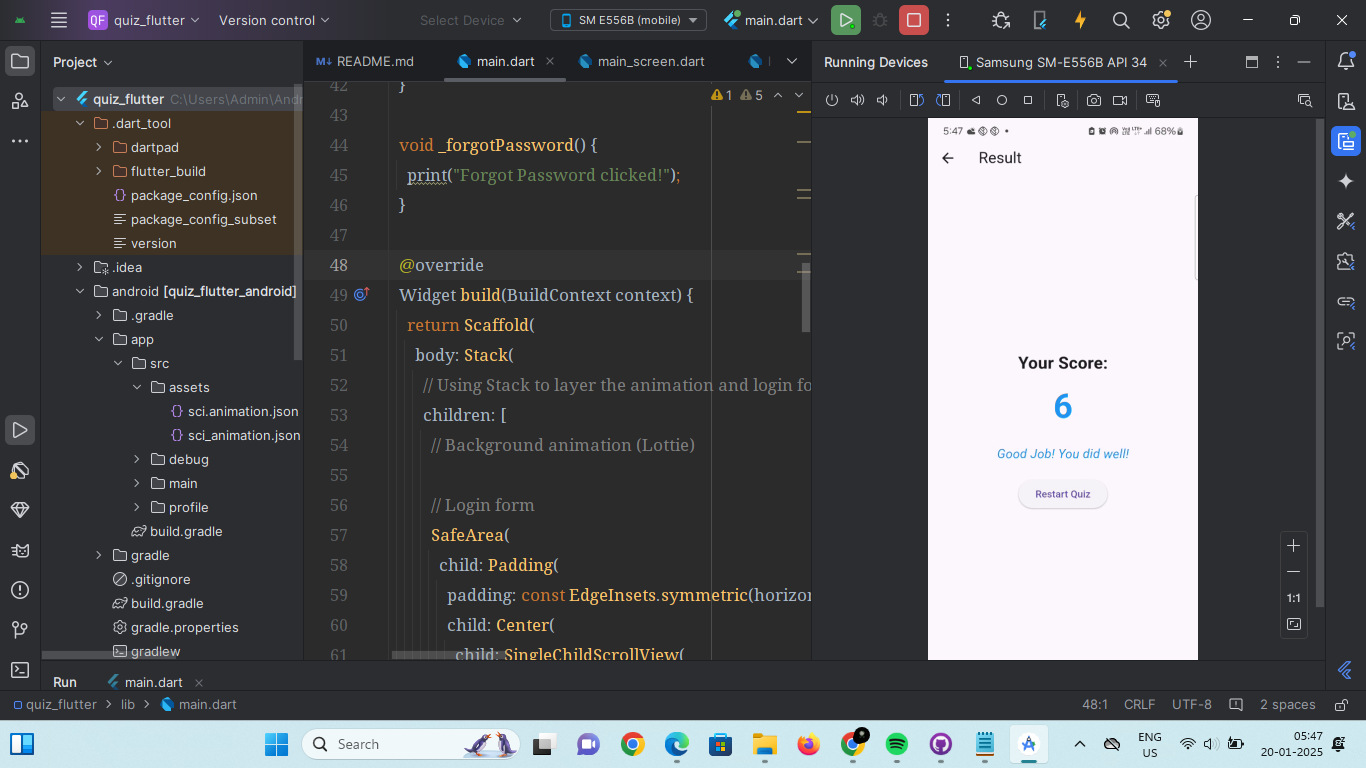 QF quiz_flutter Version control Select Device SM E556B (mobile) main.dart
Project
quiz_flutter C:\Users\Admin\Andr
.dart_tool
dartpad
flutter_build
package_config.json
package_config_subset
version
.idea
android [quiz_flutter_android]
.gradle
app
src
assets
sci.animation.json
sci_animation.json
debug
main
profile
build.gradle
gradle
.gitignore
build.gradle
gradle.properties
gradlew
README.md main.dart main_screen.dart
1 5
42 }
43
44 void _forgotPassword() {
45 print("Forgot Password clicked!");
46 }
47
48 @override
49 Widget build(BuildContext context) {
50 return Scaffold(
51 body: Stack(
52 // Using Stack to layer the animation and login fo
53 children: [
54 // Background animation (Lottie)
55
56 // Login form
57 SafeArea(
58 child: Padding(
59 padding: const EdgeInsets.symmetric(horizon
60 child: Center(
61 child: SingleChildScrollView(
Running Devices Samsung SM-E556B API 34
5:47 68%
Result
Your Score:
6
Good Job! You did well!
Restart Quiz
1:1
Run main.dart
quiz_flutter > lib > main.dart 48:1 CRLF UTF-8 2 spaces
Search
ENG
US
05:47
20-01-2025